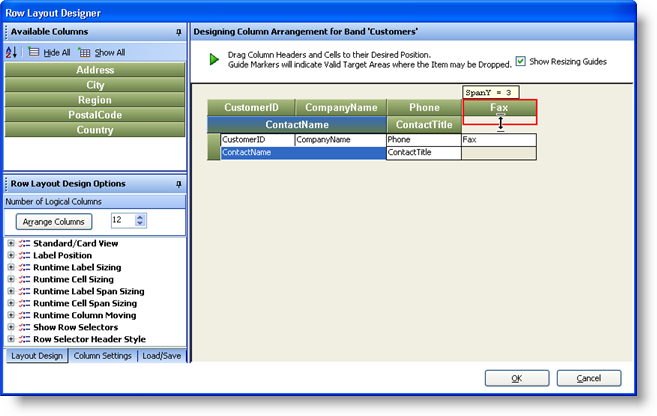 Row Layout Designer
Available Columns
Hide All Show All
Address
City
Region
PostalCode
Country
Row Layout Design Options
Number of Logical Columns
Arrange Columns 12
Standard/Card View
Label Position
Runtime Label Sizing
Runtime Cell Sizing
Runtime Label Span Sizing
Runtime Cell Span Sizing
Runtime Column Moving
Show Row Selectors
Row Selector Header Style
Layout Design Column Settings Load/Save
Designing Column Arrangement for Band 'Customers'
Drag Column Headers and Cells to their Desired Position.
Guide Markers will indicate Valid Target Areas where the Item may be Dropped.
Show Resizing Guides
SpanY = 3
CustomerID CompanyName Phone Fax
ContactName ContactTitle
CustomerID CompanyName Phone Fax
ContactName ContactTitle
OK Cancel